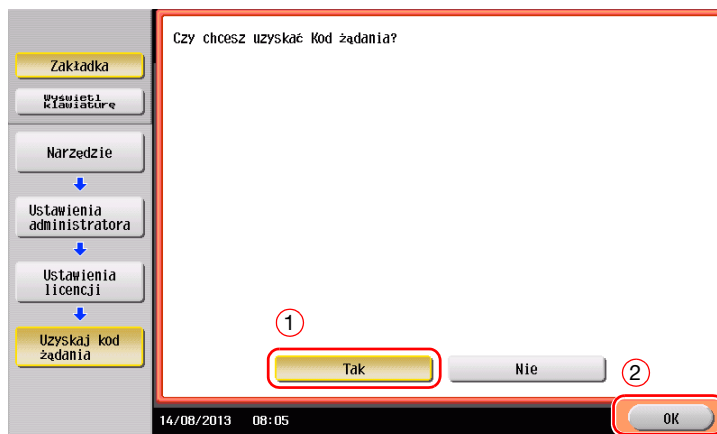 Czy chcesz uzyskać Kod żądania?
Zakładka
Wyświetl
klawiaturę
Narzędzie
Ustawienia
administratora
Ustawienia
licencji
Uzyskaj kod
żądania
1
Tak
Nie
2
14/08/2013 08:05
OK